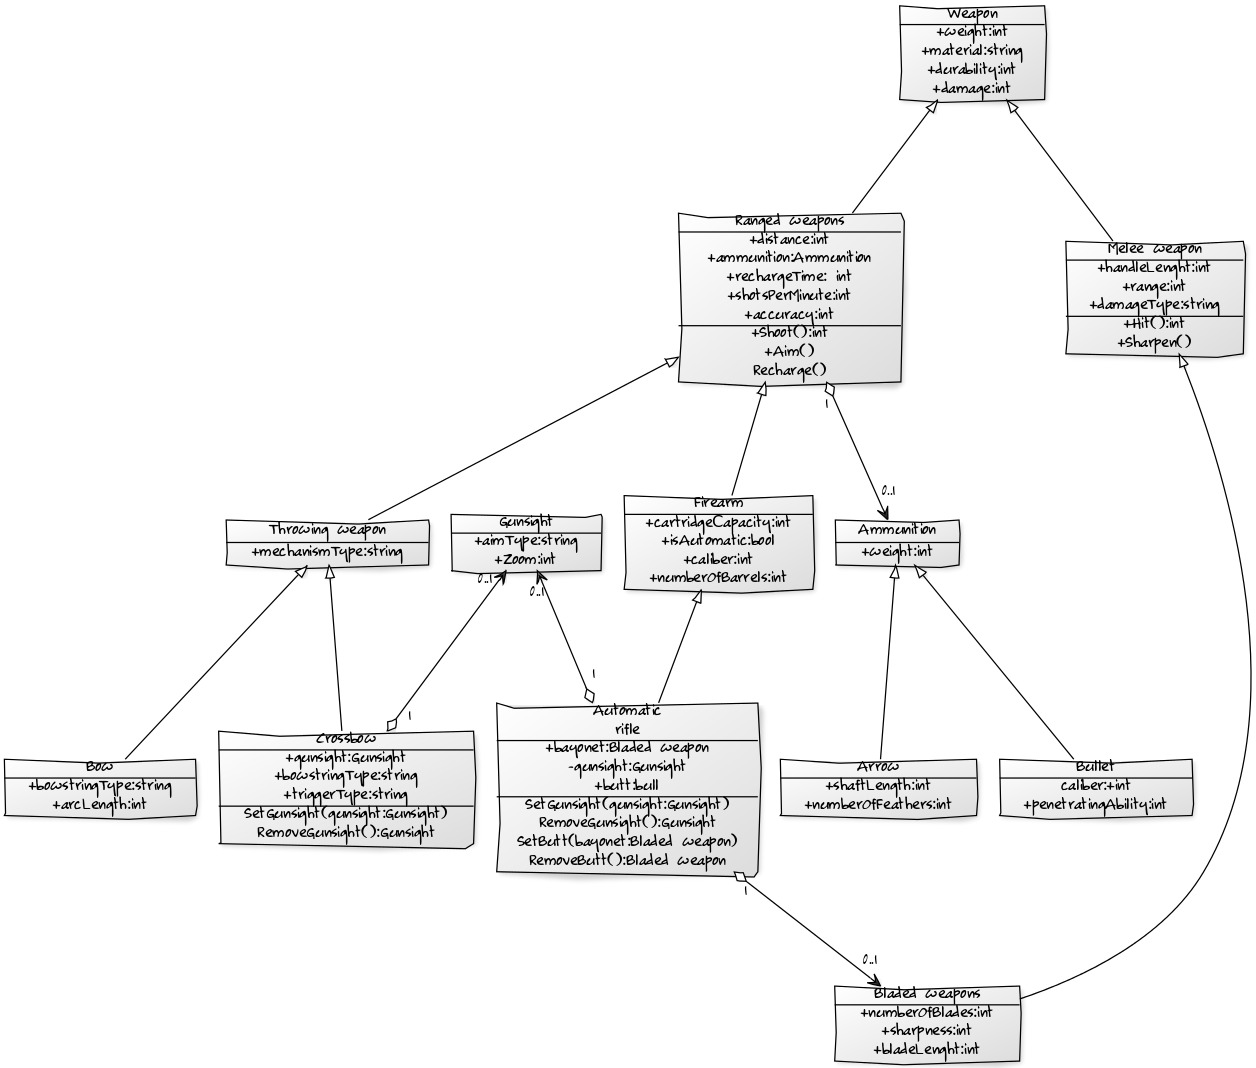 Weapon
+weight:int
+material:string
+durability:int
+damage:int
Ranged weapons
+distance:int
+ammunition:Ammunition
+rechargeTime: int
+shotsPerMinute:int
+accuracy:int
+Shoot():int
+Aim()
Recharge()
Melee weapon
+handleLenght:int
+range:int
+damageType:string
+Hit():int
+Sharpen()
1
0..1
Throwing weapon
+mechanismType:string
Gunsight
+aimType:string
+Zoom:int
Firearm
+cartridgeCapacity:int
+isAutomatic:bool
+caliber:int
+numberOfBarrels:int
Ammunition
+weight:int
0..1
0..1
1
1
Bow
+bowstringType:string
+arcLength:int
Crossbow
+gunsight:Gunsight
+bowstringType:string
+triggerType:string
SetGunsight(gunsight:Gunsight)
RemoveGunsight():Gunsight
Automatic
rifle
+bayonet:Bladed weapon
-gunsight:Gunsight
+butt:bull
SetGunsight(gunsight:Gunsight)
RemoveGunsight():Gunsight
SetButt(bayonet:Bladed weapon)
RemoveButt():Bladed weapon
Arrow
+shaftLength:int
+numberOfFeathers:int
Bullet
caliber:+int
+penetratingAbility:int
1
0..1
Bladed weapons
+numberOfBlades:int
+sharpness:int
+bladeLenght:int